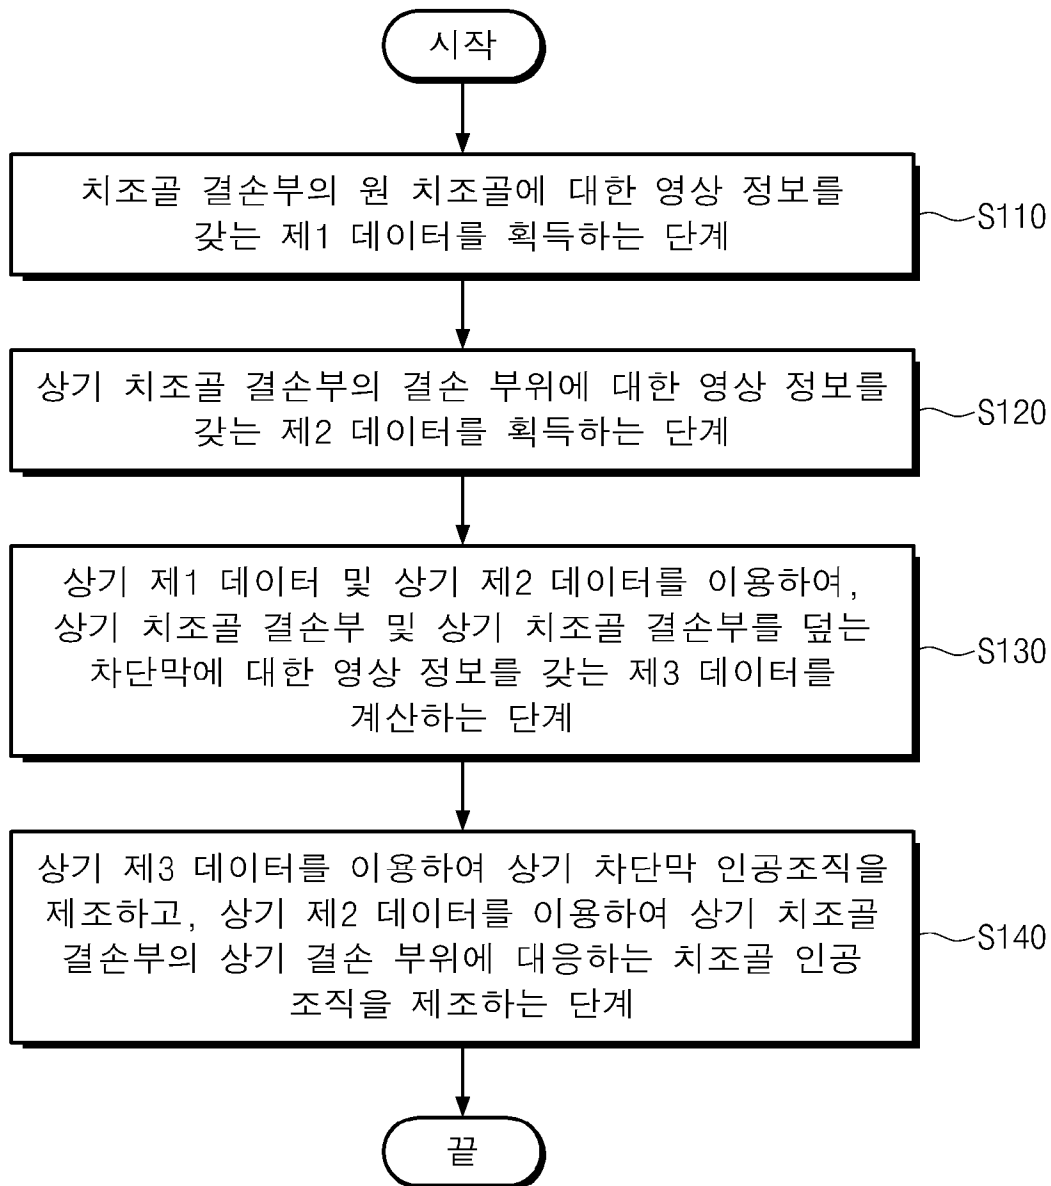 시작
치조골 결손부의 원 치조골에 대한 영상 정보를
갖는 제1 데이터를 획득하는 단계
S110
상기 치조골 결손부의 결손 부위에 대한 영상 정보를
갖는 제2 데이터를 획득하는 단계
S120
상기 제1 데이터 및 상기 제2 데이터를 이용하여,
상기 치조골 결손부 및 상기 치조골 결손부를 덮는
차단막에 대한 영상 정보를 갖는 제3 데이터를
계산하는 단계
S130
상기 제3 데이터를 이용하여 상기 차단막 인공조직을
제조하고, 상기 제2 데이터를 이용하여 상기 치조골
결손부의 상기 결손 부위에 대응하는 치조골 인공
조직을 제조하는 단계
S140
끝